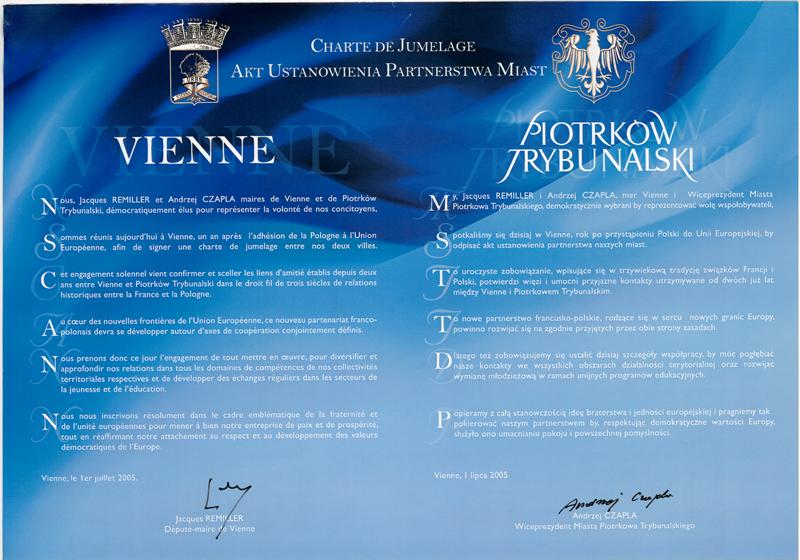 CHARTE DE JUMELAGE
AKT USTANOWIENIA PARTNERSTWA MIAST
VIENNE
PIOTRKÓW
TRYBUNALSKI
Nous, Jacques REMILLER et Andrzej CZAPLA maires de Vienne et de Piotrków
Trybunalski, démocratiquement élus pour représenter la volonté de nos concitoyens,
Sommes réunis aujourd'hui à Vienne, un an après l'adhésion de la Pologne à l'Union
Européenne, afin de signer une charte de jumelage entre nos deux villes.
Cet engagement solennel vient confirmer et sceller les liens d'amitié établis depuis deux
ans entre Vienne et Piotrków Trybunalski dans le droit fil de trois siècles de relations
historiques entre la France et la Pologne.
Au cœur des nouvelles frontières de l'Union Européenne, ce nouveau partenariat franco-
polonais devra se développer autour d'axes de coopération conjointement définis.
Nous prenons donc ce jour l'engagement de tout mettre en œuvre, pour diversifier et
approfondir nos relations dans tous les domaines de compétences de nos collectivités
territoriales respectives et de développer des échanges réguliers dans les secteurs de
la jeunesse et de l'éducation.
Nous nous inscrivons résolument dans le cadre emblématique de la fraternité et
de l'unité européennes pour mener à bien notre entreprise de paix et de prospérité,
tout en réaffirmant notre attachement au respect et au développement des valeurs
démocratiques de l'Europe.
Vienne, le 1er juillet 2005.
Jacques REMILLER
Député-maire de Vienne
My, Jacques REMILLER i Andrzej CZAPLA, mer Vienne i Wiceprezydent Miasta
Piotrkowa Trybunalskiego, demokratycznie wybrani by reprezentować wolę współobywateli,
Spotkaliśmy się dzisiaj w Vienne, rok po przystąpieniu Polski do Unii Europejskiej, by
odpisać akt ustanowienia partnerstwa naszych miast.
To uroczyste zobowiązanie, wpisujące się w trzywiekową tradycję związków Francji i
Polski, potwierdzi więzi i umocni przyjazne kontakty utrzymywane od dwóch już lat
między Vienne i Piotrkowem Trybunalskim.
To nowe partnerstwo francusko-polskie, rodzące się w sercu nowych granic Europy,
powinno rozwijać się na zgodnie przyjętych przez obie strony zasadach.
Dlatego też zobowiązujemy się ustalić dzisiaj szczegóły współpracy, by móc pogłębiać
nasze kontakty we wszystkich obszarach działalności terytorialnej oraz rozwijać
wymianę młodzieżową w ramach unijnych programów edukacyjnych.
Popieramy z całą stanowczością ideę braterstwa i jedności europejskiej i pragniemy tak
pokierować naszym partnerstwem by, respektując demokratyczne wartości Europy,
służyło ono umacnianiu pokoju i powszechnej pomyślności.
Vienne, 1 lipca 2005
Andrzej Czapla
Andrzej CZAPLA
Wiceprezydent Miasta Piotrkowa Trybunalskiego